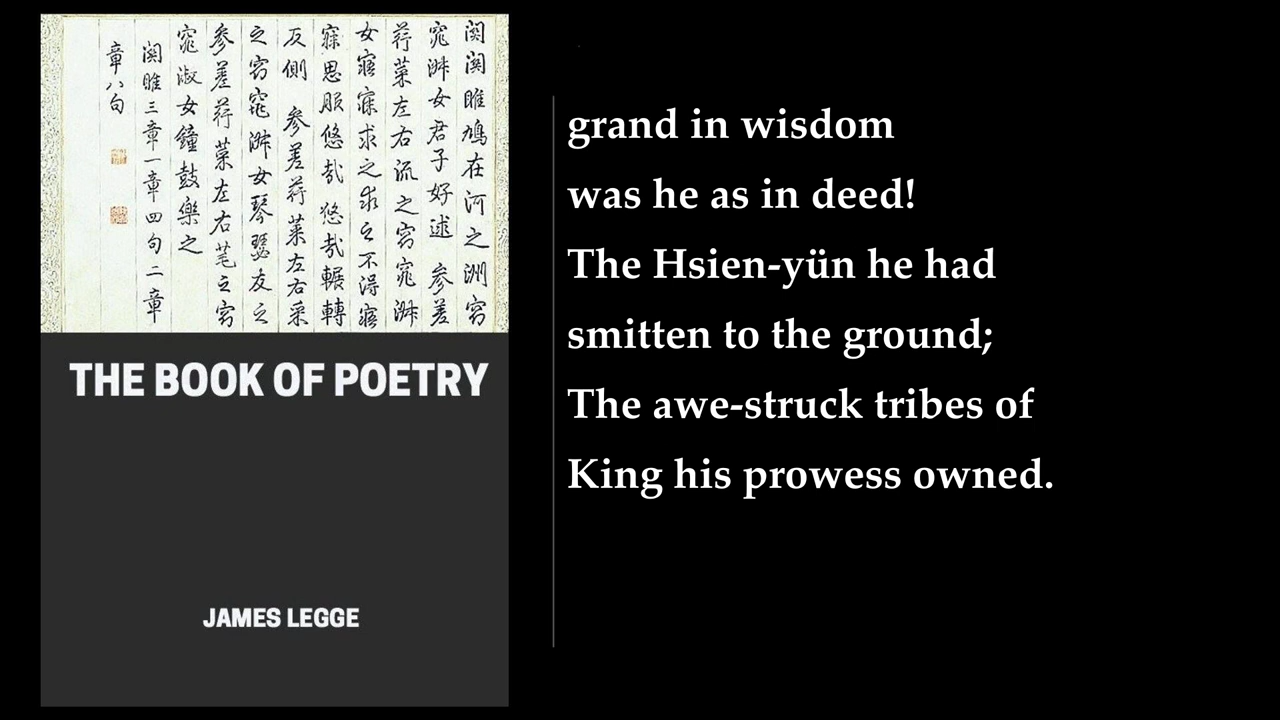 関関雎鳩在河之洲窈
窕淑女君子好逑 參差
荇菜左右流之窈窕淑
女寤寐求之求之不得寤
寐思服悠哉悠哉輾轉
反側 參差荇菜左右采
之窈窕淑女琴瑟友之
參差荇菜左右芼之窈
窕淑女鐘鼓樂之
関雎三章一章四句二章
章八句
THE BOOK OF POETRY
JAMES LEGGE
grand in wisdom
was he as in deed!
The Hsien-yün he had
smitten to the ground;
The awe-struck tribes of
King his prowess owned.